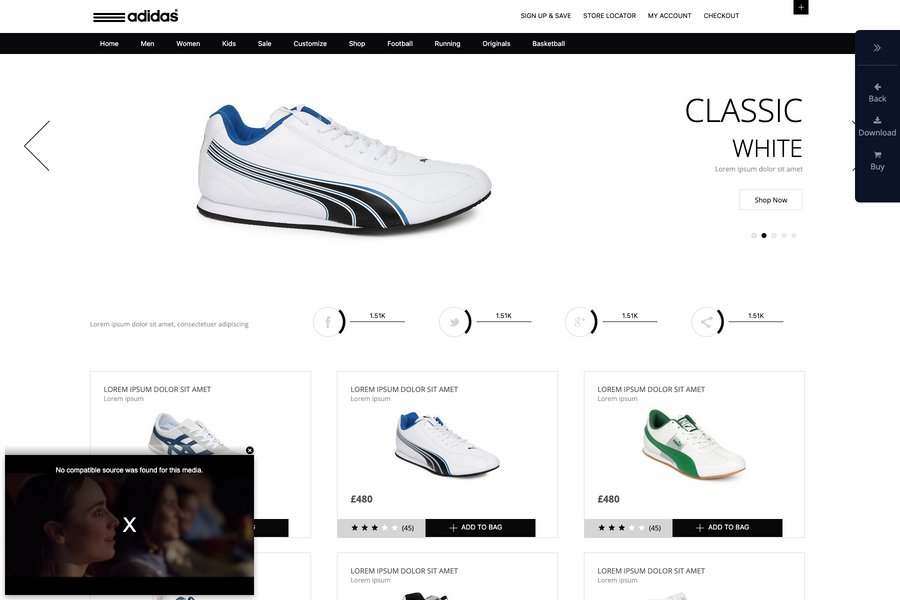 adidas
SIGN UP & SAVE STORE LOCATOR MY ACCOUNT CHECKOUT
Home Men Women Kids Sale Customize Shop Football Running Originals Basketball
Back
Download
Buy
CLASSIC
WHITE
Lorem ipsum dolor sit amet
Shop Now
Lorem ipsum dolor sit amet, consectetuer adipiscing
1.51K 1.51K 1.51K 1.51K
LOREM IPSUM DOLOR SIT AMET
Lorem ipsum
LOREM IPSUM DOLOR SIT AMET
Lorem ipsum
£480
(45) ADD TO BAG
LOREM IPSUM DOLOR SIT AMET
Lorem ipsum
£480
(45) ADD TO BAG
No compatible source was found for this media.
X
LOREM IPSUM DOLOR SIT AMET
Lorem ipsum
LOREM IPSUM DOLOR SIT AMET
Lorem ipsum